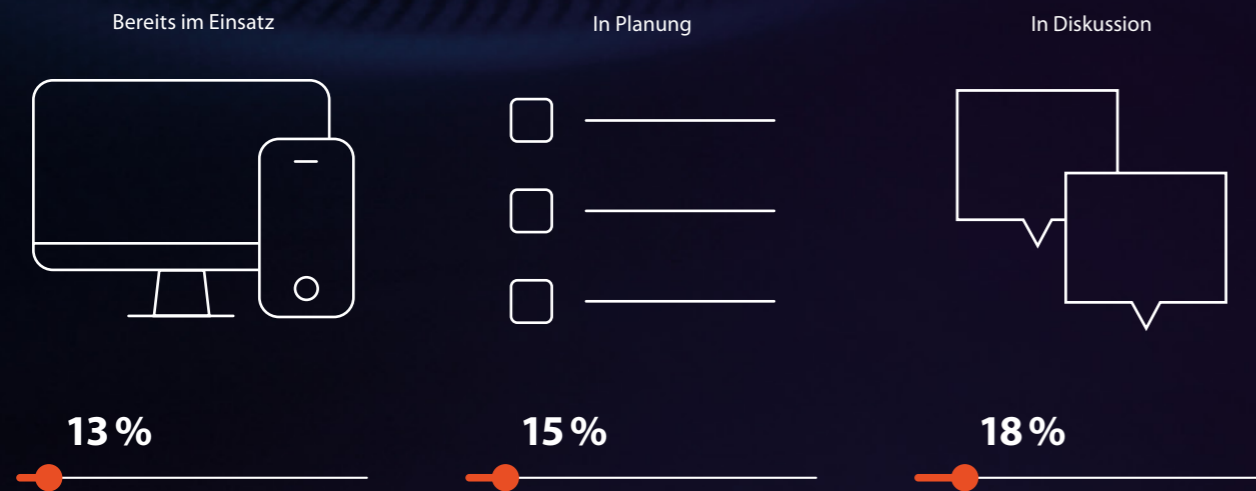 Bereits im Einsatz
In Planung
In Diskussion
13 %
15 %
18 %